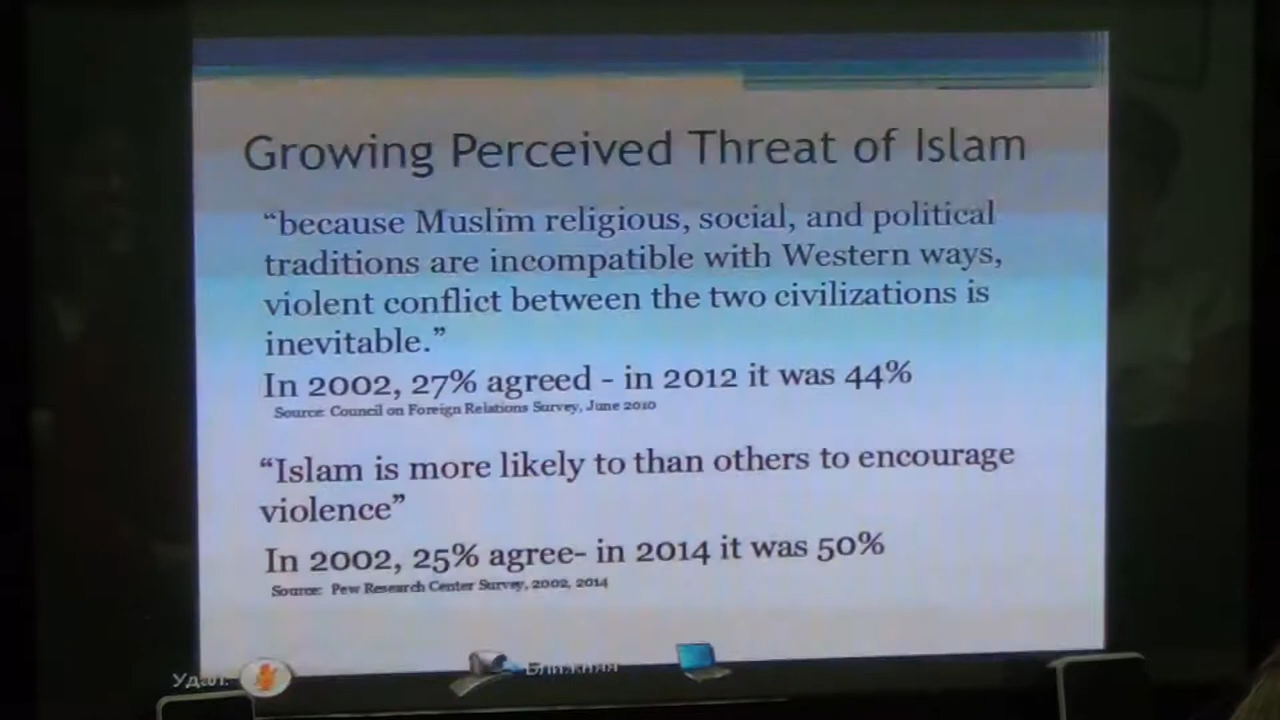 Growing Perceived Threat of Islam
“because Muslim religious, social, and political
traditions are incompatible with Western ways,
violent conflict between the two civilizations is
inevitable.”
In 2002, 27% agreed - in 2012 it was 44%
Source: Council on Foreign Relations Survey, June 2010
“Islam is more likely to than others to encourage
violence”
In 2002, 25% agree- in 2014 it was 50%
Source: Pew Research Center Survey, 2002, 2014
Ближняя